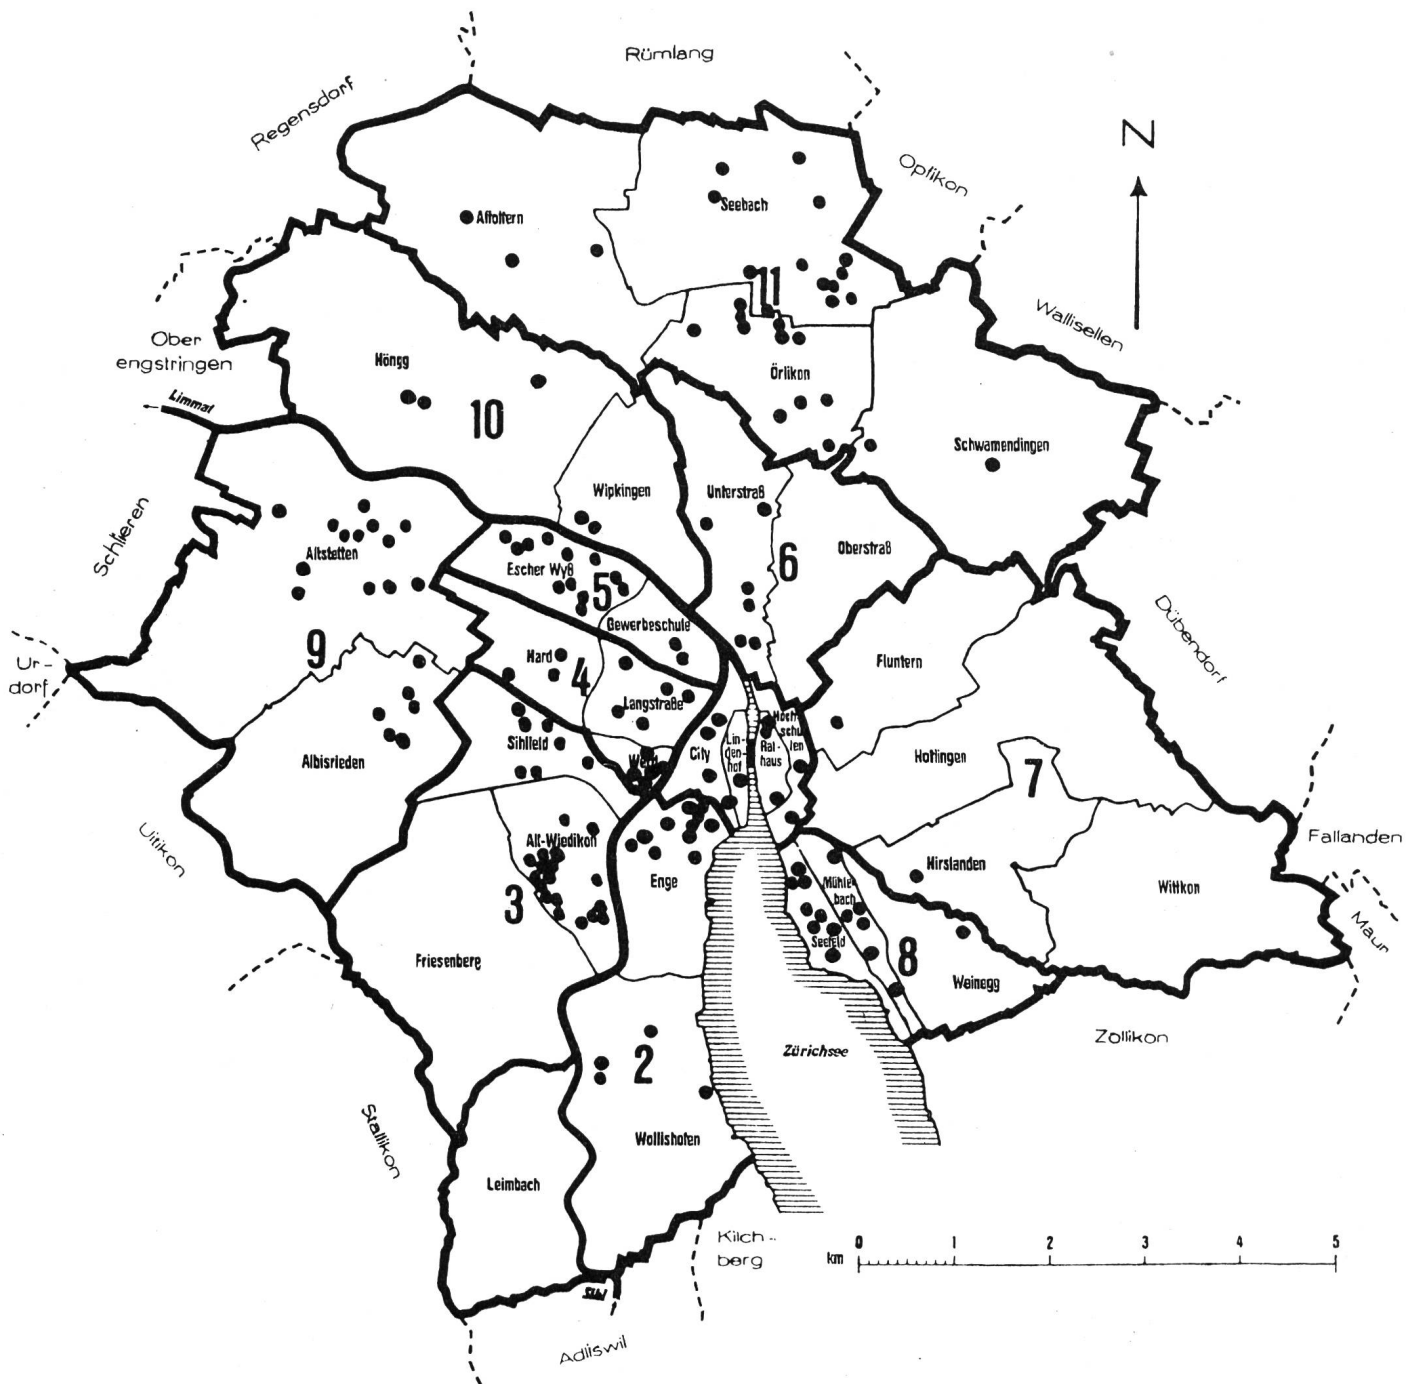 Rümlang
Regensdorf
N
Opfikon
Seebach
Affoltern
11
Wallisellen
Ober
engstringen
Höngg
Örlikon
Limmat
10
Schwamendingen
Wipkingen
Unterstraß
Schlieren
Altstetten
Escher Wyß
Oberstraß
6
5
Dübendorf
Gewerbeschule
9
Hard
4
Fluntern
Ur-
dorf
Langstraße
Hoch-
schu-
len
Sihlfeld
City
Lin-
den-
hof
Rat-
haus
Werd
Albisrieden
Hottingen
7
Uitikon
Alt-Wiedikon
Fallanden
Enge
Hirslanden
Witikon
Mühle-
bach
3
Maur
Seefeld
8
Friesenberg
Weinegg
Zollikon
Zürichsee
2
Stallikon
Wollishofen
Leimbach
Kilch-
berg
km 0 1 2 3 4 5
Sihl
Adliswil